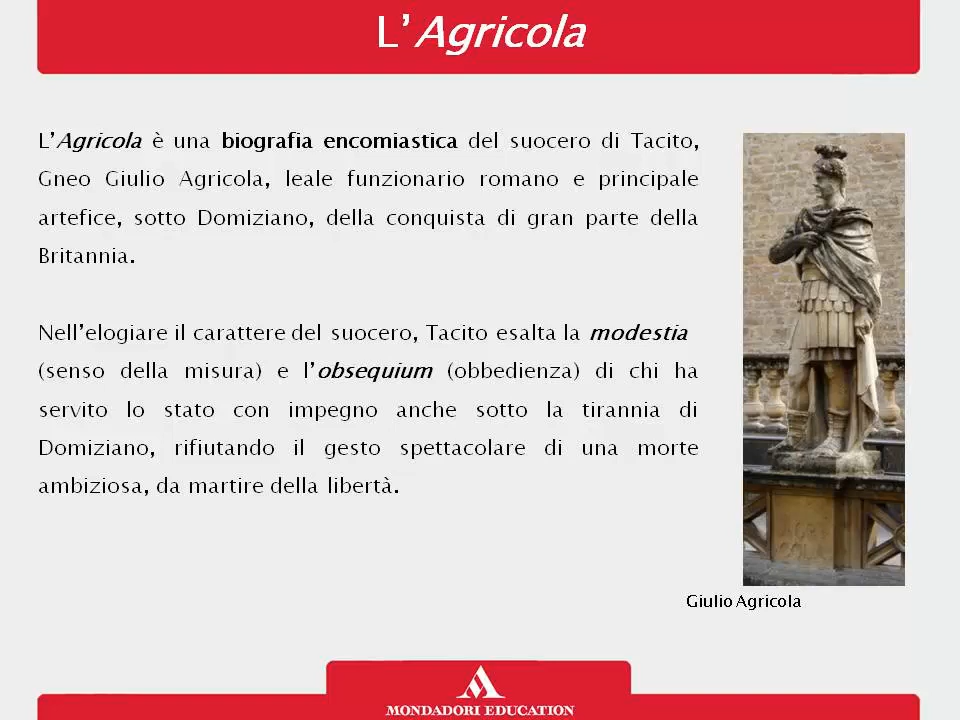 L’Agricola
L’Agricola è una biografia encomiastica del suocero di Tacito,
Gneo Giulio Agricola, leale funzionario romano e principale
artefice, sotto Domiziano, della conquista di gran parte della
Britannia.
Nell’elogiare il carattere del suocero, Tacito esalta la modestia
(senso della misura) e l’obsequium (obbedienza) di chi ha
servito lo stato con impegno anche sotto la tirannia di
Domiziano, rifiutando il gesto spettacolare di una morte
ambiziosa, da martire della libertà.
Giulio Agricola
MONDADORI EDUCATION